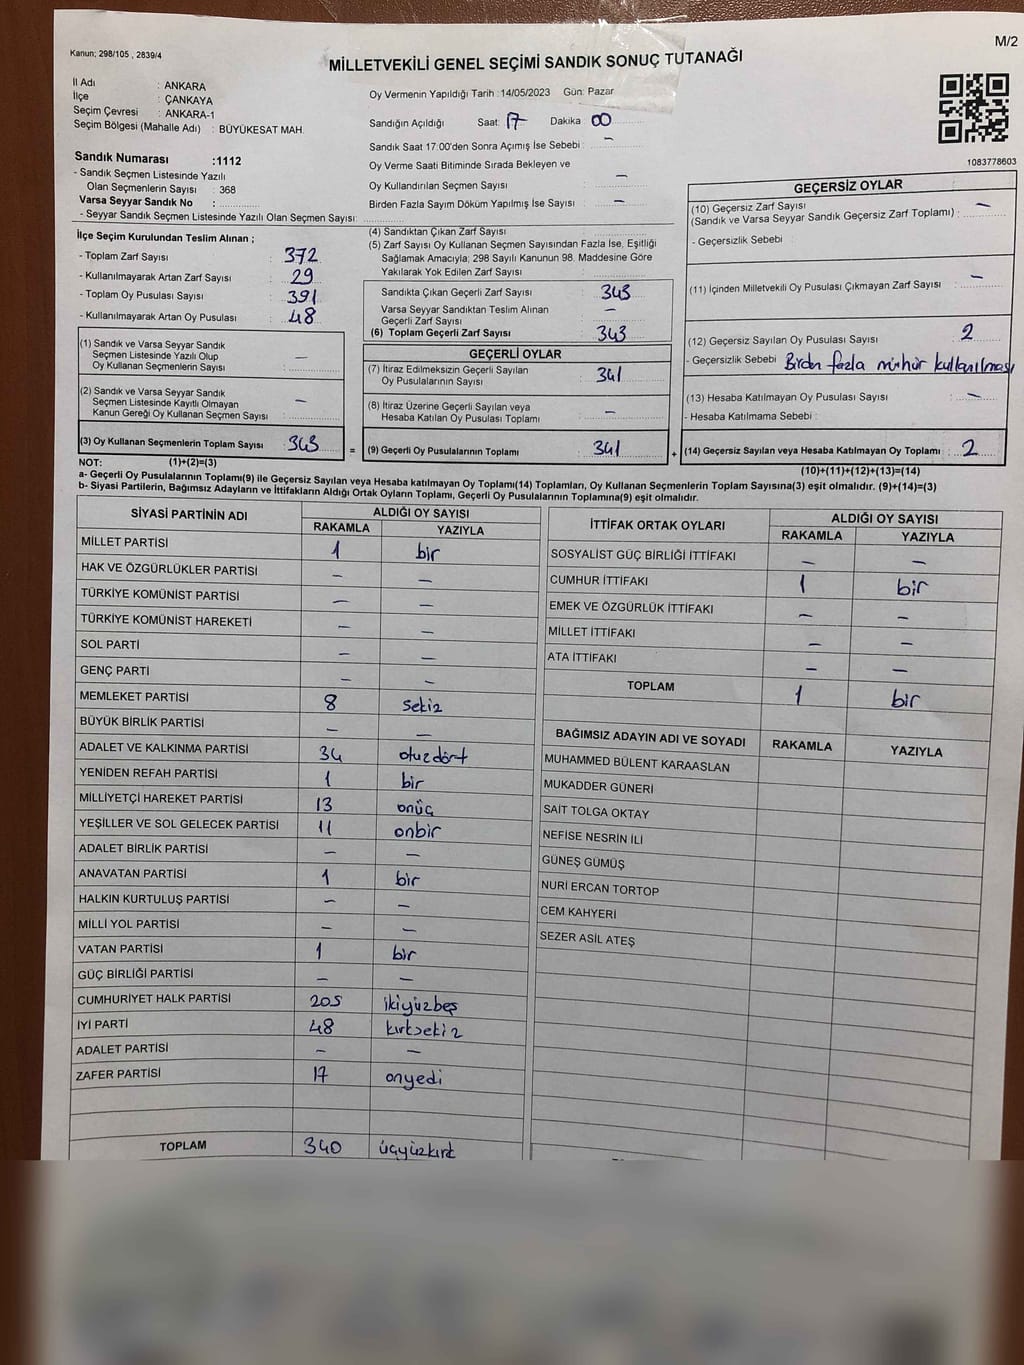 Kanun; 298/105 , 2839/4
M/2
MİLLETVEKİLİ GENEL SEÇİMİ SANDIK SONUÇ TUTANAĞI
İl Adı : ANKARA
İlçe : ÇANKAYA
Seçim Çevresi : ANKARA-1
Seçim Bölgesi (Mahalle Adı) : BÜYÜKESAT MAH.
Sandık Numarası :1112
- Sandık Seçmen Listesinde Yazılı
Olan Seçmenlerin Sayısı : 368
Varsa Seyyar Sandık No :
- Seyyar Sandık Seçmen Listesinde Yazılı Olan Seçmen Sayısı:
Oy Vermenin Yapıldığı Tarih :14/05/2023 Gün: Pazar
Sandığın Açıldığı Saat: 17 Dakika 00
Sandık Saat 17:00'den Sonra Açımış İse Sebebi : –
Oy Verme Saati Bitiminde Sırada Bekleyen ve
Oy Kullandırılan Seçmen Sayısı –
Birden Fazla Sayım Döküm Yapılmış İse Sayısı –
1083778603
İlçe Seçim Kurulundan Teslim Alınan ;
- Toplam Zarf Sayısı : 372
- Kullanılmayarak Artan Zarf Sayısı : 29
- Toplam Oy Pusulası Sayısı : 391
- Kullanılmayarak Artan Oy Pusulası : 48
(4) Sandıktan Çıkan Zarf Sayısı
(5) Zarf Sayısı Oy Kullanan Seçmen Sayısından Fazla İse, Eşitliği
Sağlamak Amacıyla; 298 Sayılı Kanunun 98. Maddesine Göre
Yakılarak Yok Edilen Zarf Sayısı
Sandıkta Çıkan Geçerli Zarf Sayısı 343
Varsa Seyyar Sandıktan Teslim Alınan
Geçerli Zarf Sayısı –
(6) Toplam Geçerli Zarf Sayısı 343
GEÇERSİZ OYLAR
(10) Geçersiz Zarf Sayısı –
(Sandık ve Varsa Seyyar Sandık Geçersiz Zarf Toplamı) :
- Geçersizlik Sebebi :
(11) İçinden Milletvekili Oy Pusulası Çıkmayan Zarf Sayısı : –
(12) Geçersiz Sayılan Oy Pusulası Sayısı : 2
- Geçersizlik Sebebi Birden fazla mühür kullanılması
(13) Hesaba Katılmayan Oy Pusulası Sayısı : –
- Hesaba Katılmama Sebebi :
(14) Geçersiz Sayılan veya Hesaba Katılmayan Oy Toplamı : 2
(10)+(11)+(12)+(13)=(14)
(1) Sandık ve Varsa Seyyar Sandık
Seçmen Listesinde Yazılı Olup
Oy Kullanan Seçmenlerin Sayısı : –
(2) Sandık ve Varsa Seyyar Sandık
Seçmen Listesinde Kayıtlı Olmayan
Kanun Gereği Oy Kullanan Seçmen Sayısı : –
(3) Oy Kullanan Seçmenlerin Toplam Sayısı 343 =
GEÇERLİ OYLAR
(7) İtiraz Edilmeksizin Geçerli Sayılan
Oy Pusulalarının Sayısı 341
(8) İtiraz Üzerine Geçerli Sayılan veya
Hesaba Katılan Oy Pusulası Toplamı –
(9) Geçerli Oy Pusulalarının Toplamı 341 +
NOT: (1)+(2)=(3)
a- Geçerli Oy Pusulalarının Toplamı(9) ile Geçersiz Sayılan veya Hesaba katılmayan Oy Toplamı(14) Toplamları, Oy Kullanan Seçmenlerin Toplam Sayısına(3) eşit olmalıdır. (9)+(14)=(3)
b- Siyasi Partilerin, Bağımsız Adayların ve İttifakların Aldığı Ortak Oyların Toplamı, Geçerli Oy Pusulalarının Toplamına(9) eşit olmalıdır.
SİYASİ PARTİNİN ADI ALDIĞI OY SAYISI
RAKAMLA YAZIYLA
MİLLET PARTİSİ 1 bir
HAK VE ÖZGÜRLÜKLER PARTİSİ – –
TÜRKİYE KOMÜNİST PARTİSİ – –
TÜRKİYE KOMÜNİST HAREKETİ – –
SOL PARTİ – –
GENÇ PARTİ – –
MEMLEKET PARTİSİ 8 sekiz
BÜYÜK BİRLİK PARTİSİ – –
ADALET VE KALKINMA PARTİSİ 34 otuzdört
YENİDEN REFAH PARTİSİ 1 bir
MİLLİYETÇİ HAREKET PARTİSİ 13 onüç
YEŞİLLER VE SOL GELECEK PARTİSİ 11 onbir
ADALET BİRLİK PARTİSİ – –
ANAVATAN PARTİSİ 1 bir
HALKIN KURTULUŞ PARTİSİ – –
MİLLİ YOL PARTİSİ – –
VATAN PARTİSİ 1 bir
GÜÇ BİRLİĞİ PARTİSİ – –
CUMHURİYET HALK PARTİSİ 205 ikiyüzbeş
İYİ PARTİ 48 kırksekiz
ADALET PARTİSİ – –
ZAFER PARTİSİ 17 onyedi
TOPLAM 340 üçyüzkırk
İTTİFAK ORTAK OYLARI ALDIĞI OY SAYISI
RAKAMLA YAZIYLA
SOSYALİST GÜÇ BİRLİĞİ İTTİFAKI – –
CUMHUR İTTİFAKI 1 bir
EMEK VE ÖZGÜRLÜK İTTİFAKI – –
MİLLET İTTİFAKI – –
ATA İTTİFAKI – –
TOPLAM 1 bir
BAĞIMSIZ ADAYIN ADI VE SOYADI RAKAMLA YAZIYLA
MUHAMMED BÜLENT KARAASLAN
MUKADDER GÜNERİ
SAİT TOLGA OKTAY
NEFİSE NESRİN İLİ
GÜNEŞ GÜMÜŞ
NURİ ERCAN TORTOP
CEM KAHYERİ
SEZER ASİL ATEŞ